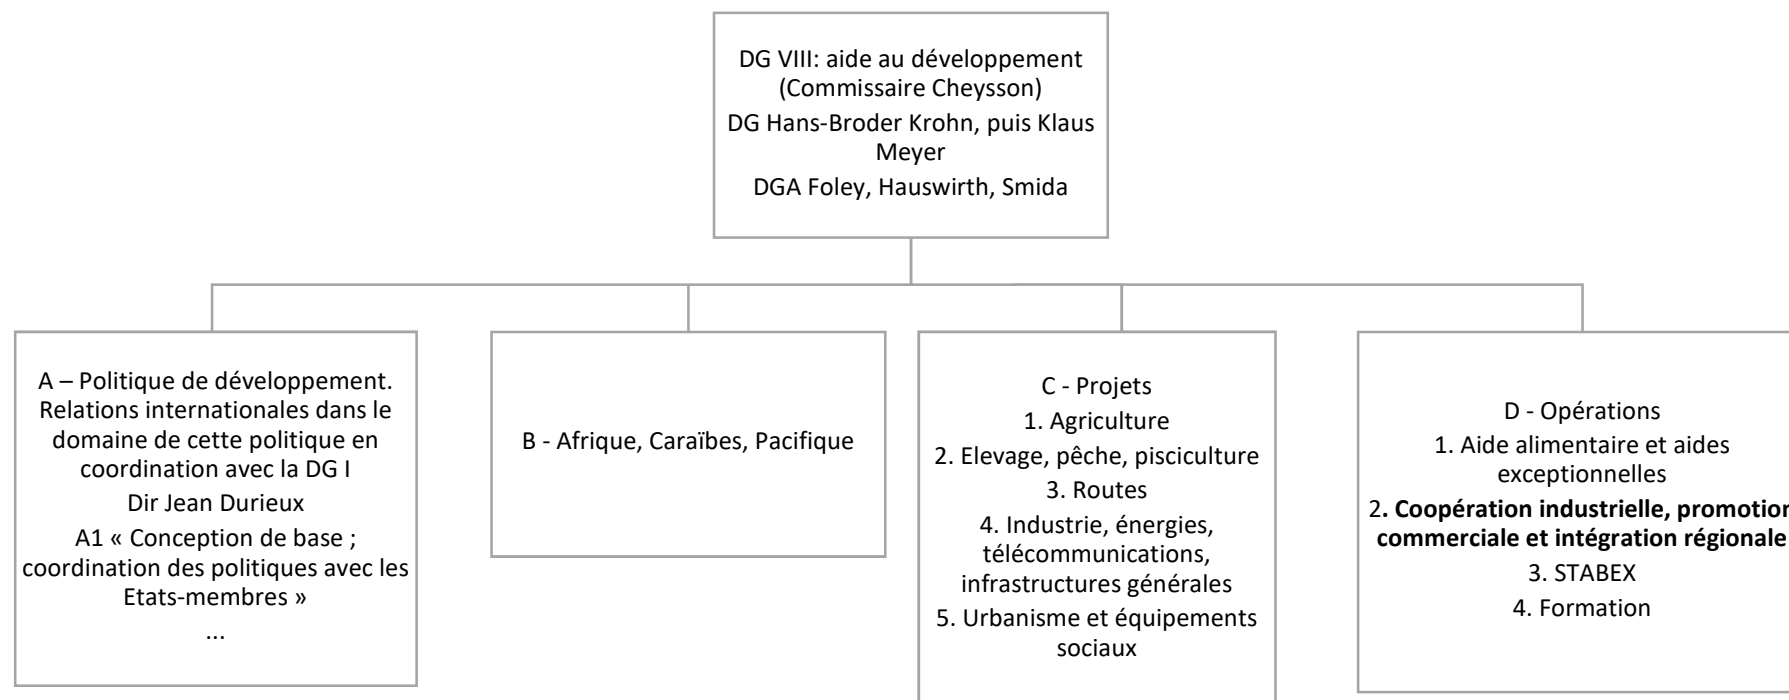 DG VIII: aide au développement
(Commissaire Cheysson)
DG Hans-Broder Krohn, puis Klaus
Meyer
DGA Foley, Hauswirth, Smida
A – Politique de développement.
Relations internationales dans le
domaine de cette politique en
coordination avec la DG I
Dir Jean Durieux
A1 « Conception de base ;
coordination des politiques avec les
Etats-membres »
...
B - Afrique, Caraïbes, Pacifique
C - Projets
1. Agriculture
2. Elevage, pêche, pisciculture
3. Routes
4. Industrie, énergies,
télécommunications,
infrastructures générales
5. Urbanisme et équipements
sociaux
D - Opérations
1. Aide alimentaire et aides
exceptionnelles
2. Coopération industrielle, promotion
commerciale et intégration régionale
3. STABEX
4. Formation